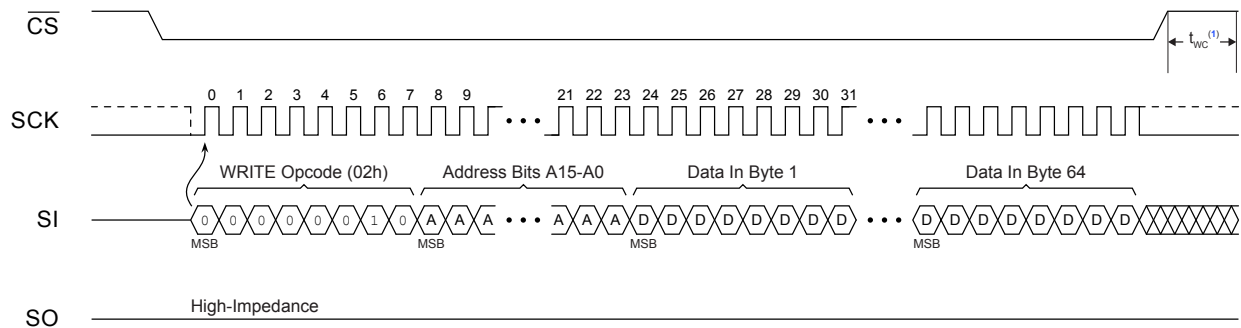 CS
t_WC (1)
0 1 2 3 4 5 6 7 8 9 21 22 23 24 25 26 27 28 29 30 31
SCK
WRITE Opcode (02h) Address Bits A15-A0 Data In Byte 1 Data In Byte 64
SI 0 0 0 0 0 0 1 0 A A A A A A D D D D D D D D D D D D D D D D
MSB MSB MSB MSB
High-Impedance
SO